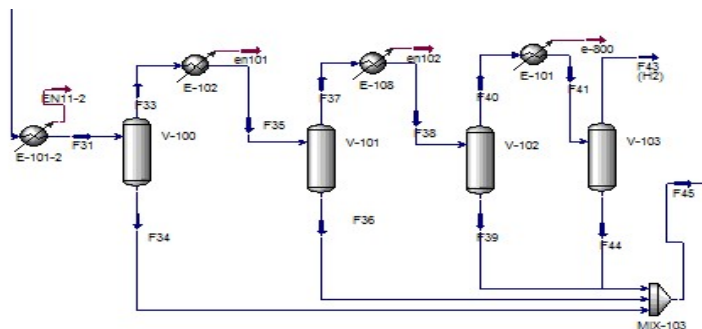 en101
en102
e-800
F43
(H2)
E-102
E-108
E-101
EN11-2
F33
F37
F40
F41
V-100
F35
V-101
F38
V-102
V-103
E-101-2
F31
F45
F34
F36
F39
F44
MIX-103